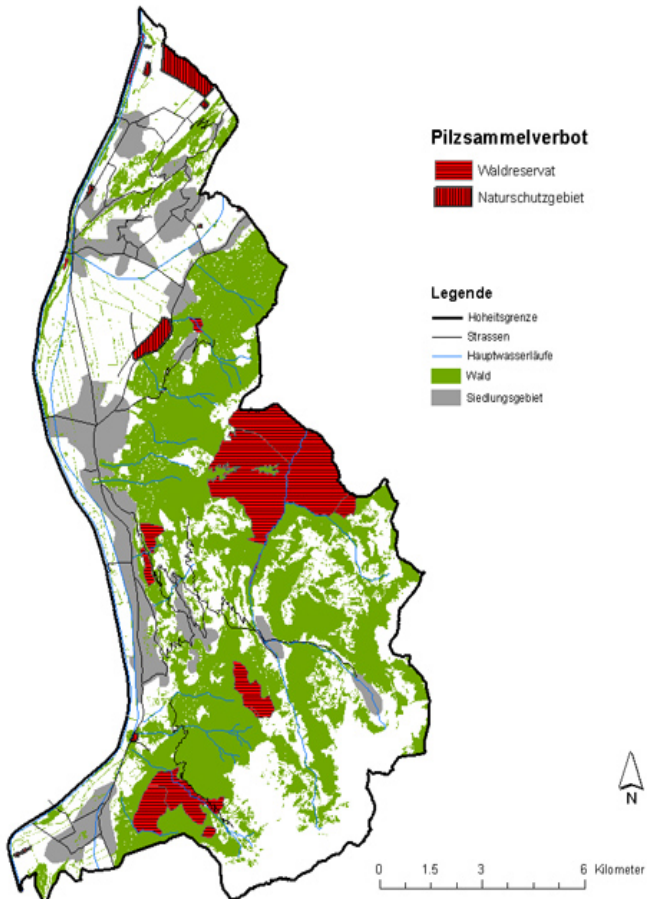 Pilzsammelverbot
Waldreservat
Naturschutzgebiet
Legende
Hoheitsgrenze
Strassen
Hauptwasserläufe
Wald
Siedlungsgebiet
N
0 1.5 3 6 Kilometer